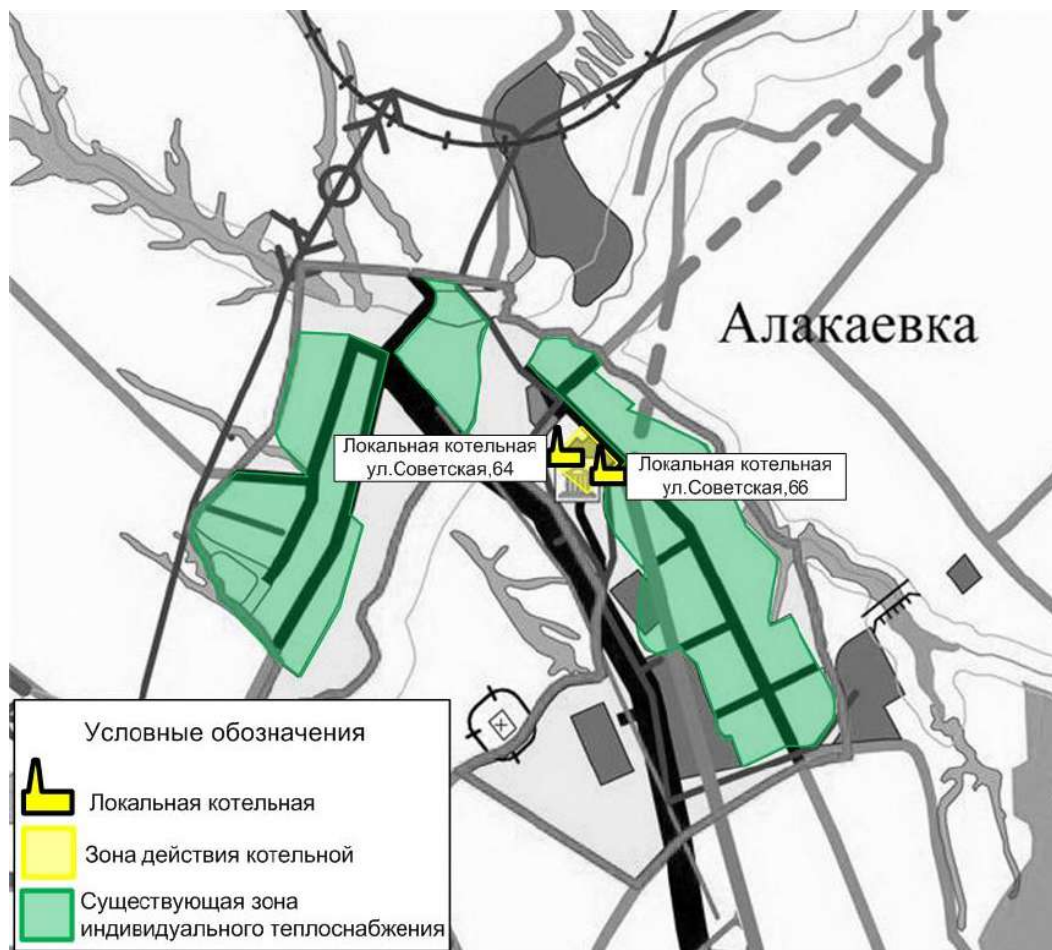 Алакаевка
Локальная котельная
ул.Советская,64
Локальная котельная
ул.Советская,66
Условные обозначения
Локальная котельная
Зона действия котельной
Существующая зона
индивидуального теплоснабжения